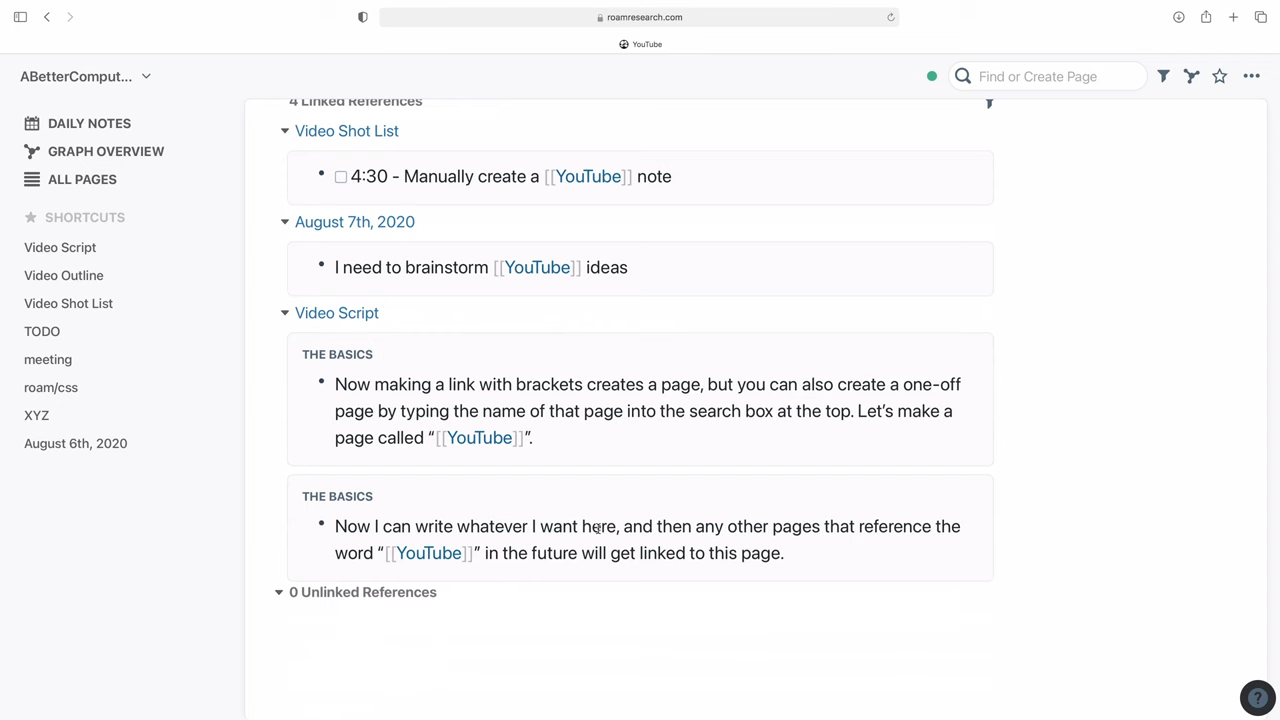 roamresearch.com
YouTube
ABetterComput...
Find or Create Page
DAILY NOTES
GRAPH OVERVIEW
ALL PAGES
SHORTCUTS
Video Script
Video Outline
Video Shot List
TODO
meeting
roam/css
XYZ
August 6th, 2020
4 Linked References
Video Shot List
4:30 - Manually create a [[YouTube]] note
August 7th, 2020
I need to brainstorm [[YouTube]] ideas
Video Script
THE BASICS
Now making a link with brackets creates a page, but you can also create a one-off
page by typing the name of that page into the search box at the top. Let’s make a
page called “[[YouTube]]”.
THE BASICS
Now I can write whatever I want here, and then any other pages that reference the
word “[[YouTube]]” in the future will get linked to this page.
0 Unlinked References
?